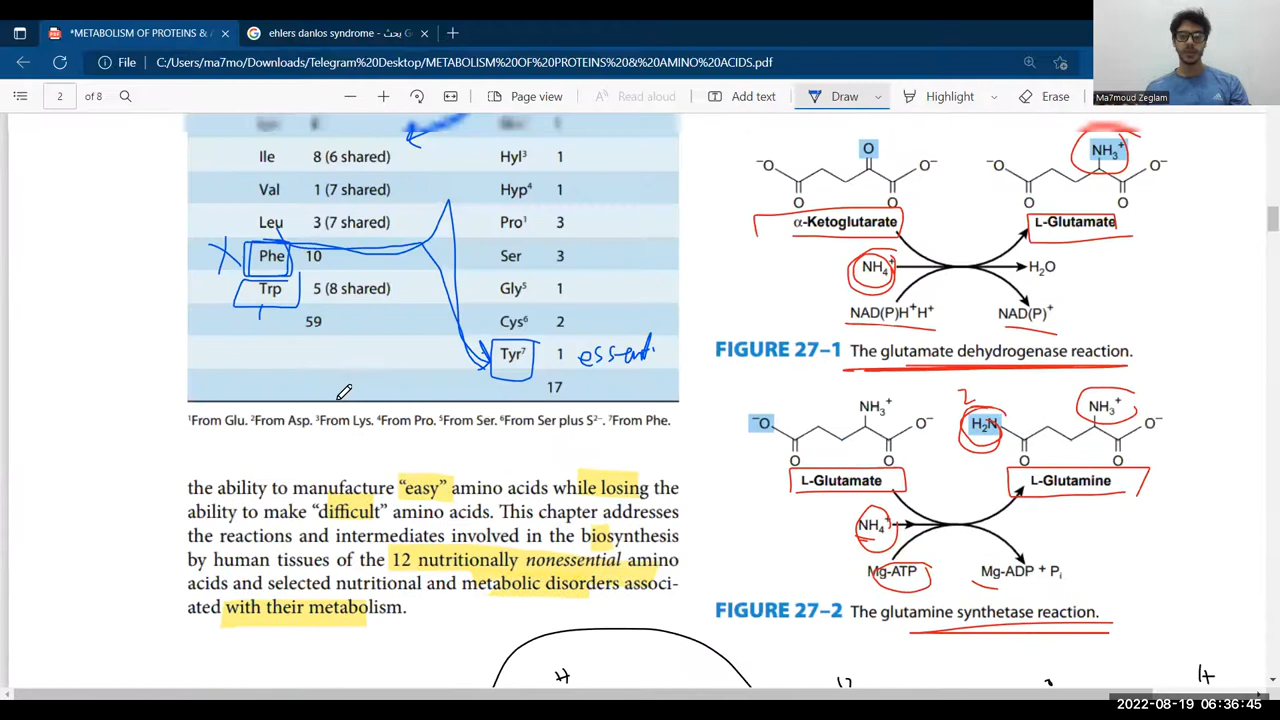 *METABOLISM OF PROTEINS & A
ehlers danlos syndrome - بحث G
File
C:/Users/ma7mo/Downloads/Telegram%20Desktop/METABOLISM%20OF%20PROTEINS%20&%20AMINO%20ACIDS.pdf
2 of 8
Page view
Read aloud
Add text
Draw
Highlight
Erase
Ma7moud Zeglam
Ile 8 (6 shared) Hyl³ 1
Val 1 (7 shared) Hyp⁴ 1
Leu 3 (7 shared) Pro¹ 3
Phe 10 Ser 3
Trp 5 (8 shared) Gly⁵ 1
59 Cys⁶ 2
Tyr⁷ 1 essent.
17
¹From Glu. ²From Asp. ³From Lys. ⁴From Pro. ⁵From Ser. ⁶From Ser plus S²⁻. ⁷From Phe.
the ability to manufacture “easy” amino acids while losing the
ability to make “difficult” amino acids. This chapter addresses
the reactions and intermediates involved in the biosynthesis
by human tissues of the 12 nutritionally nonessential amino
acids and selected nutritional and metabolic disorders associ-
ated with their metabolism.
O NH₃⁺
⁻O O⁻ ⁻O O⁻
O O O O
α-Ketoglutarate L-Glutamate
NH₄⁺ H₂O
NAD(P)H⁺H⁺ NAD(P)⁺
FIGURE 27–1 The glutamate dehydrogenase reaction.
2
NH₃⁺ NH₃⁺
⁻O O⁻ H₂N O⁻
O O O O
L-Glutamate L-Glutamine
NH₄⁺
Mg-ATP Mg-ADP + Pᵢ
FIGURE 27–2 The glutamine synthetase reaction.
H
2022-08-19 06:36:45